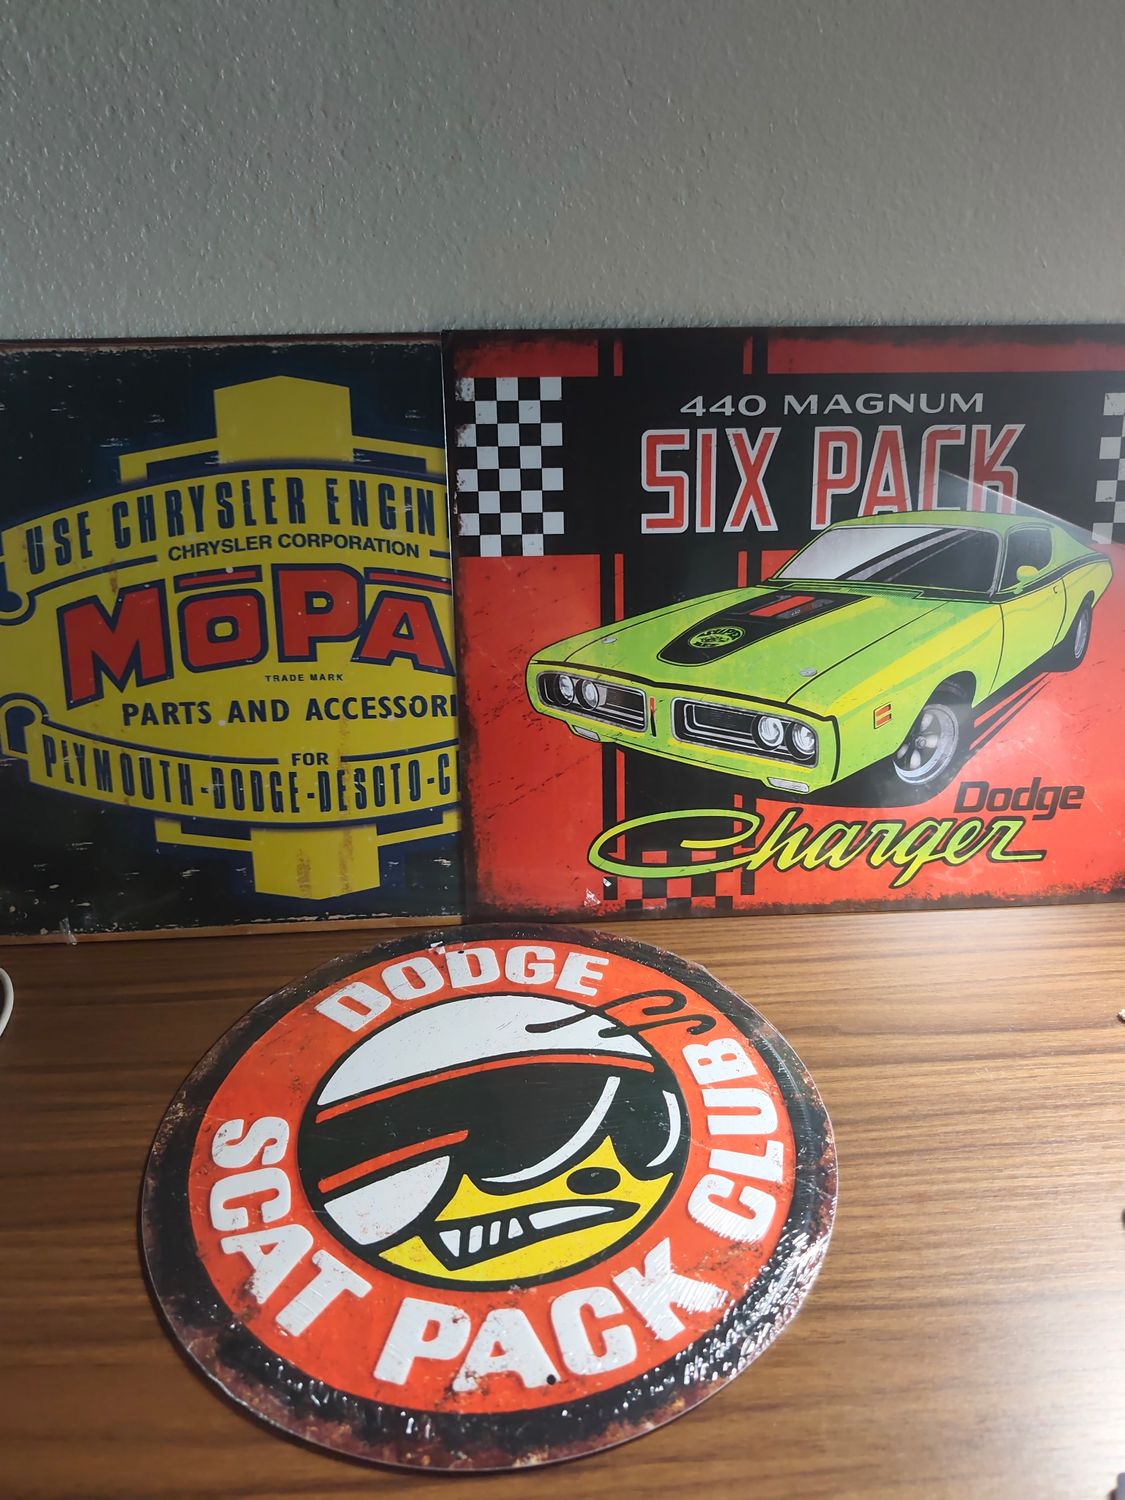 USE CHRYSLER ENGIN
CHRYSLER CORPORATION
MOPA
TRADE MARK
PARTS AND ACCESSORI
FOR
PLYMOUTH-DODGE-DESOTO-C
440 MAGNUM
SIX PACK
Dodge
Charger
DODGE
SCAT PACK CLUB